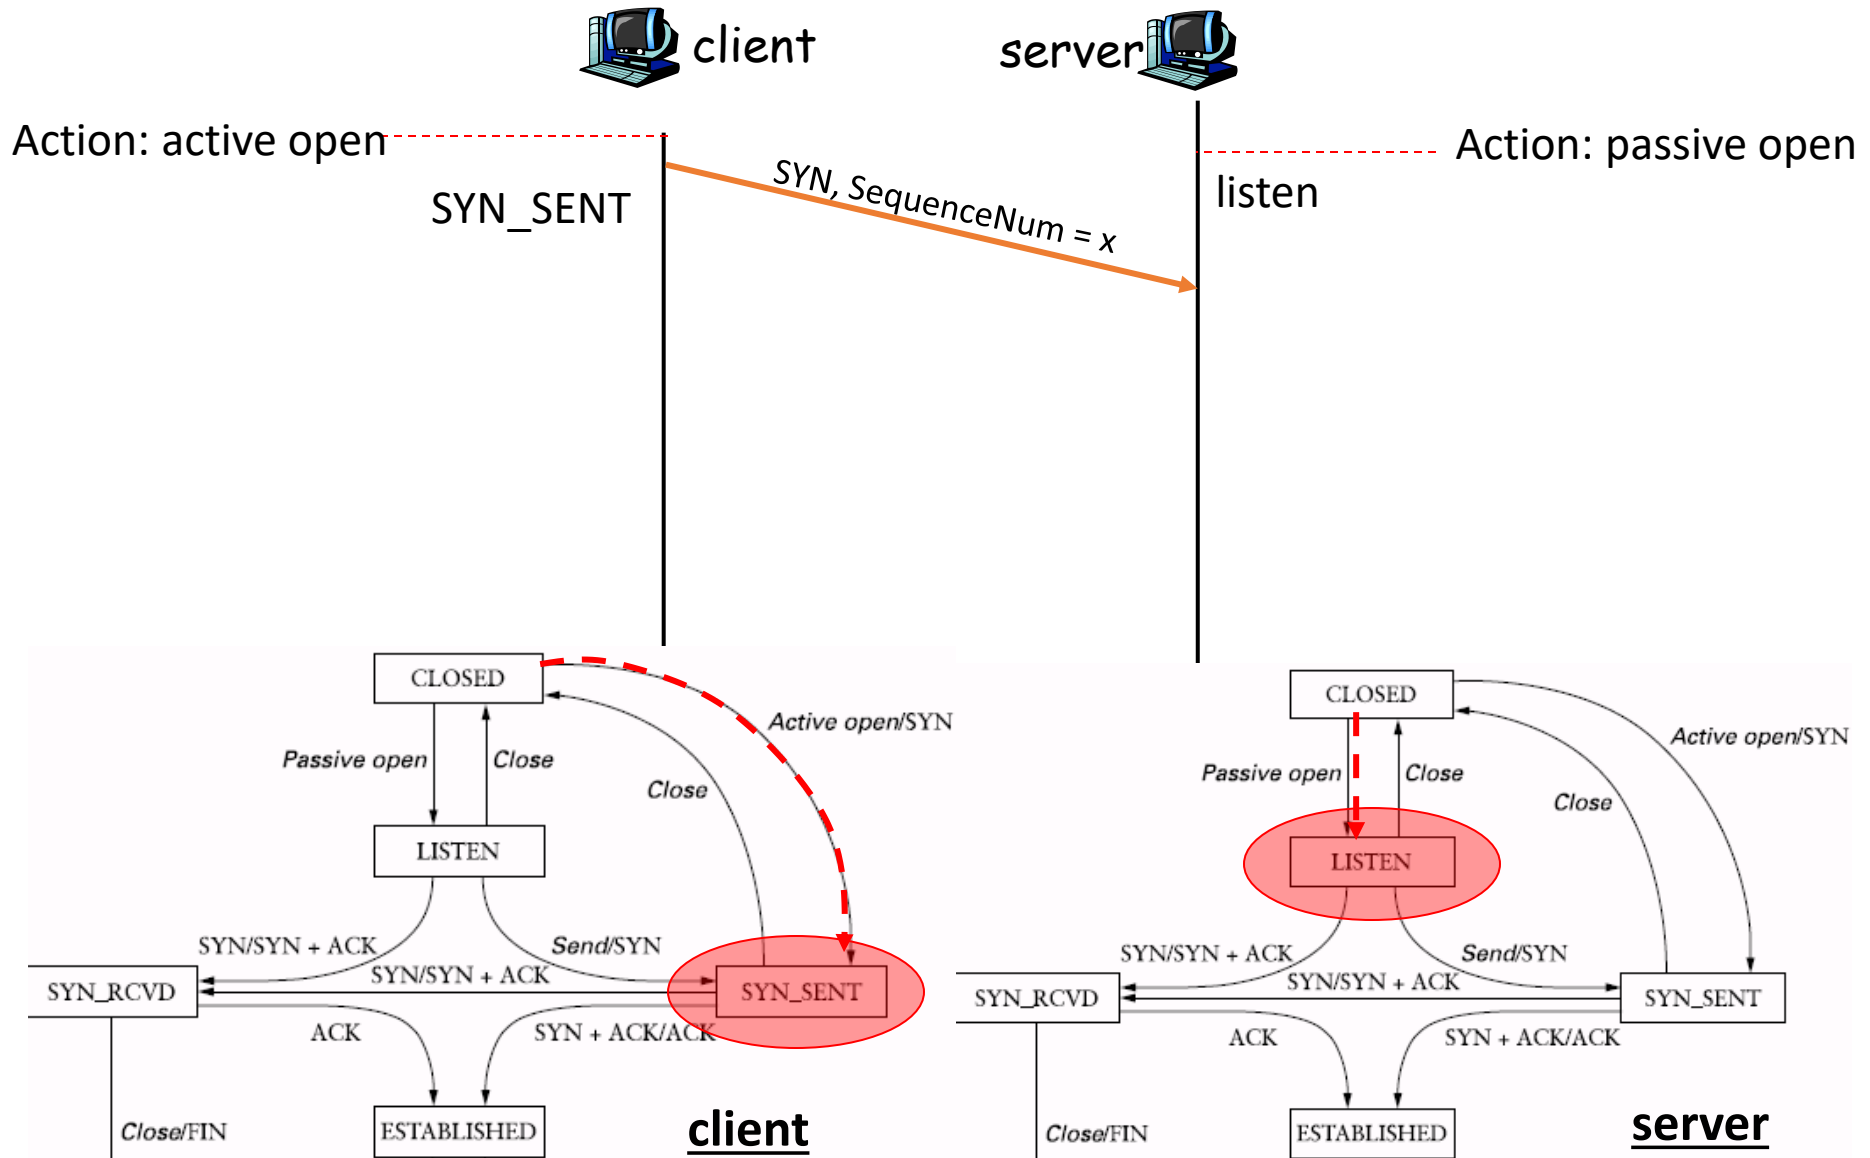 client
server
Action: active open
Action: passive open
SYN_SENT
SYN, SequenceNum = x
listen
CLOSED
Active open/SYN
Passive open
Close
Close
LISTEN
SYN/SYN + ACK
Send/SYN
SYN/SYN + ACK
SYN_RCVD
SYN_SENT
ACK
SYN + ACK/ACK
Close/FIN
ESTABLISHED
client
CLOSED
Active open/SYN
Passive open
Close
Close
LISTEN
SYN/SYN + ACK
Send/SYN
SYN/SYN + ACK
SYN_RCVD
SYN_SENT
ACK
SYN + ACK/ACK
Close/FIN
ESTABLISHED
server